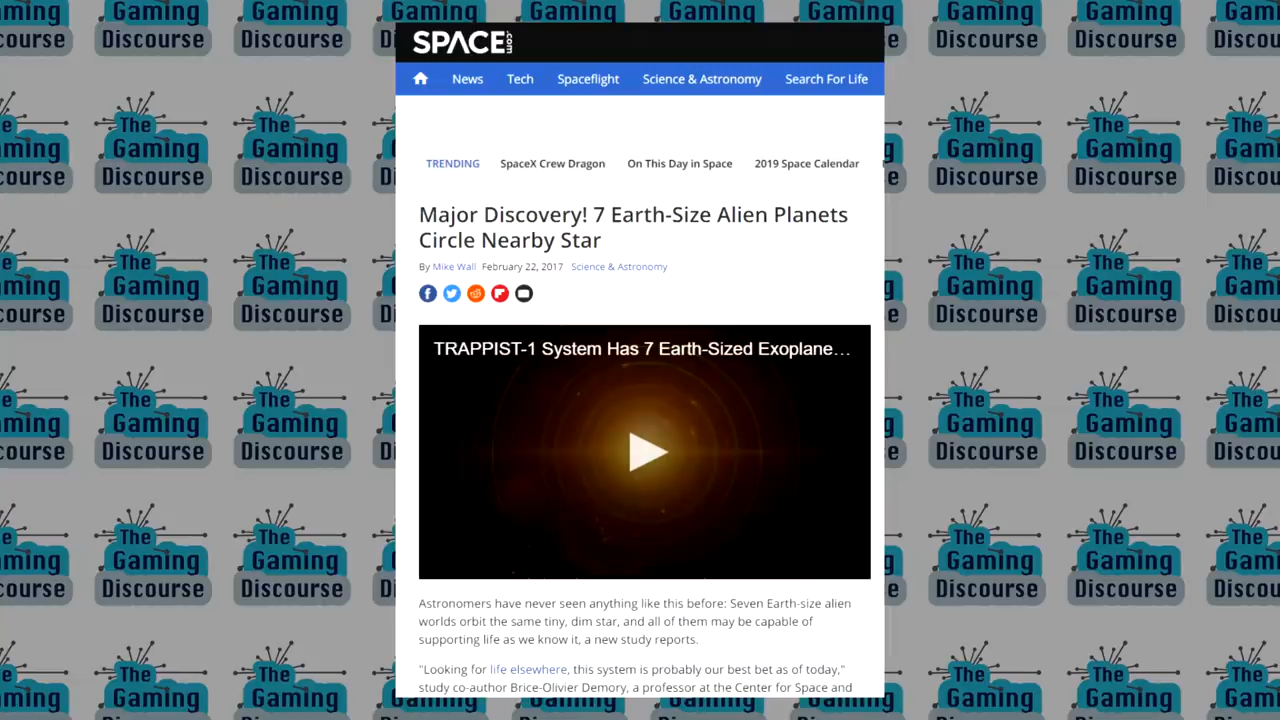 SPACE.com
News Tech Spaceflight Science & Astronomy Search For Life
TRENDING SpaceX Crew Dragon On This Day in Space 2019 Space Calendar
Major Discovery! 7 Earth-Size Alien Planets
Circle Nearby Star
By Mike Wall February 22, 2017 Science & Astronomy
TRAPPIST-1 System Has 7 Earth-Sized Exoplane…
Astronomers have never seen anything like this before: Seven Earth-size alien
worlds orbit the same tiny, dim star, and all of them may be capable of
supporting life as we know it, a new study reports.
"Looking for life elsewhere, this system is probably our best bet as of today,"
study co-author Brice-Olivier Demory, a professor at the Center for Space and
The
Gaming
Discourse